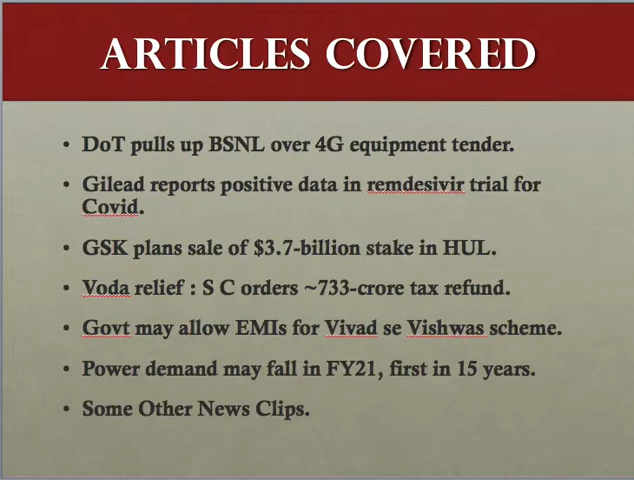 ARTICLES COVERED
• DoT pulls up BSNL over 4G equipment tender.
• Gilead reports positive data in remdesivir trial for
Covid.
• GSK plans sale of $3.7-billion stake in HUL.
• Voda relief : S C orders ~733-crore tax refund.
• Govt may allow EMIs for Vivad se Vishwas scheme.
• Power demand may fall in FY21, first in 15 years.
• Some Other News Clips.